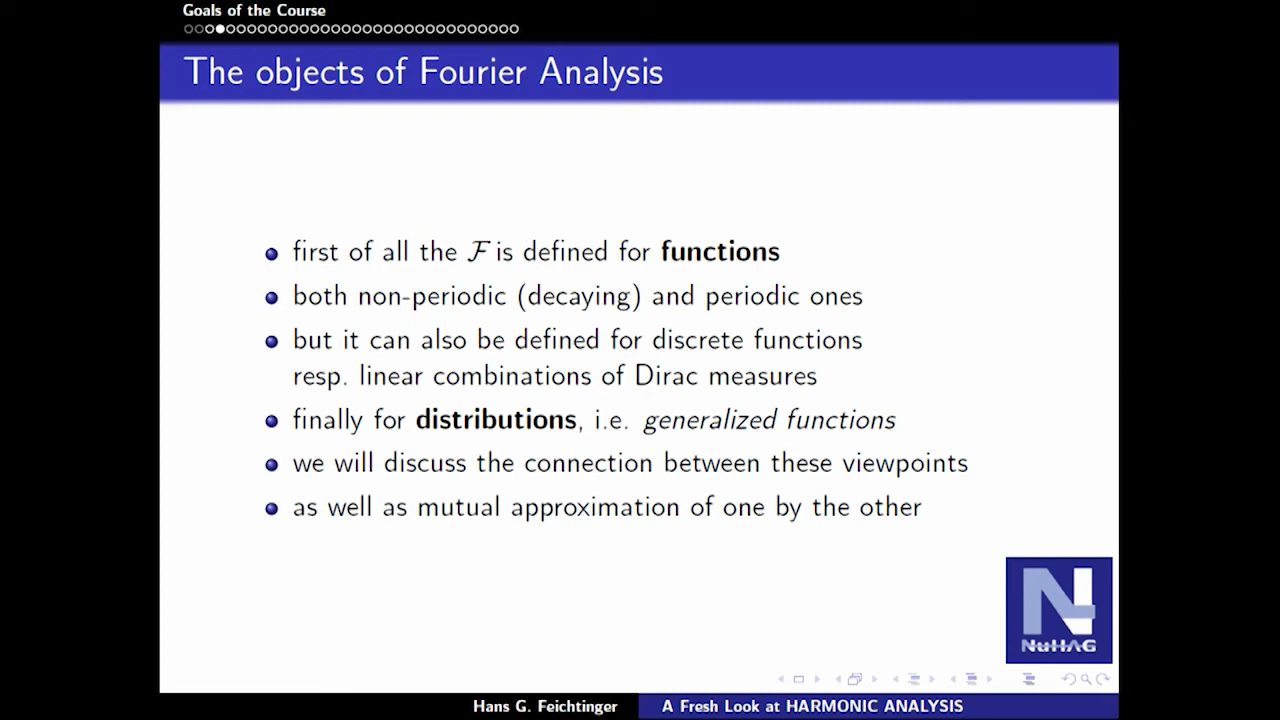 Goals of the Course
The objects of Fourier Analysis
first of all the ℱ is defined for functions
both non-periodic (decaying) and periodic ones
but it can also be defined for discrete functions
resp. linear combinations of Dirac measures
finally for distributions, i.e. generalized functions
we will discuss the connection between these viewpoints
as well as mutual approximation of one by the other
N
NuHAG
Hans G. Feichtinger
A Fresh Look at HARMONIC ANALYSIS